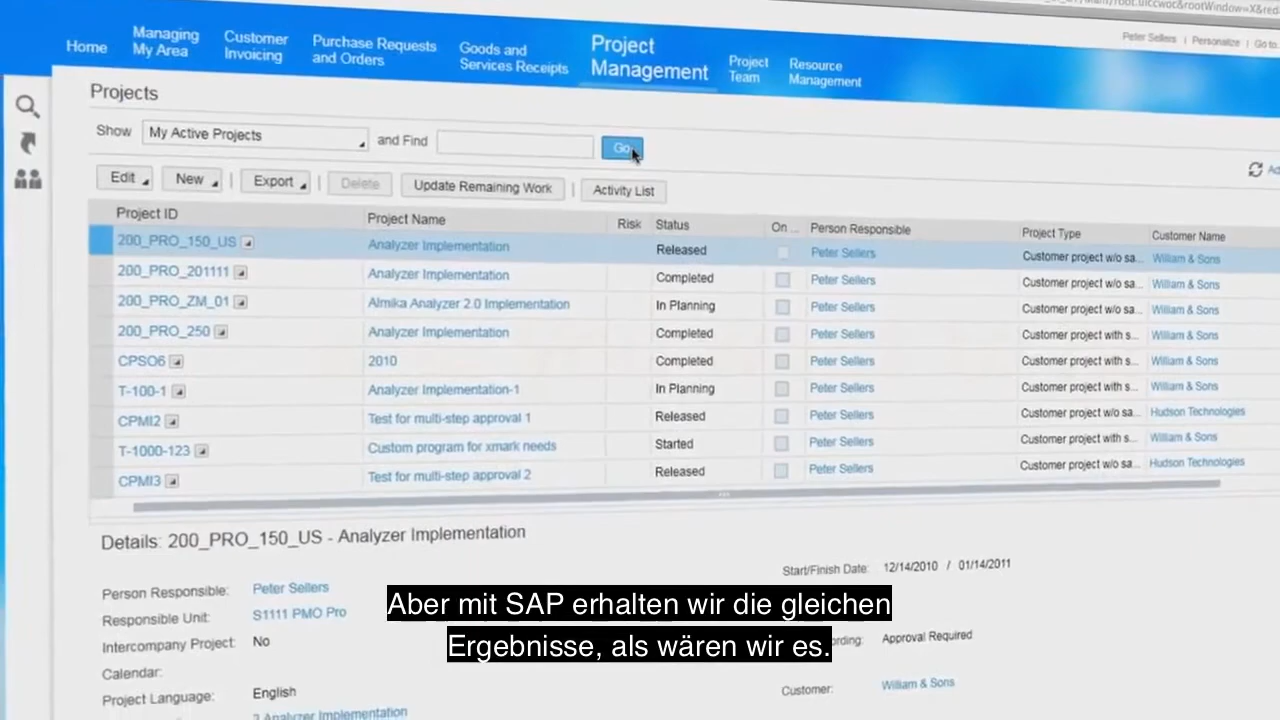 /Main/root.uiccwoc&rootWindow=X&red
Peter Sellers | Personalize | Go to
Home Managing My Area Customer Invoicing Purchase Requests and Orders Goods and Services Receipts Project Management Project Team Resource Management
Projects
Show My Active Projects and Find Go
Edit New Export Delete Update Remaining Work Activity List Ad
Project ID Project Name Risk Status On ... Person Responsible Project Type Customer Name
200_PRO_150_US Analyzer Implementation Released Peter Sellers Customer project w/o sa... William & Sons
200_PRO_201111 Analyzer Implementation Completed Peter Sellers Customer project w/o sa... William & Sons
200_PRO_ZM_01 Almika Analyzer 2.0 Implementation In Planning Peter Sellers Customer project w/o sa... William & Sons
200_PRO_250 Analyzer Implementation Completed Peter Sellers Customer project with s... William & Sons
CPSO6 2010 Completed Peter Sellers Customer project with s... William & Sons
T-100-1 Analyzer Implementation-1 In Planning Peter Sellers Customer project with s... William & Sons
CPMI2 Test for multi-step approval 1 Released Peter Sellers Customer project w/o sa... Hudson Technologies
T-1000-123 Custom program for xmark needs Started Peter Sellers Customer project with s... William & Sons
CPMI3 Test for multi-step approval 2 Released Peter Sellers Customer project w/o sa... Hudson Technologies
Details: 200_PRO_150_US - Analyzer Implementation
Person Responsible: Peter Sellers Start/Finish Date: 12/14/2010 / 01/14/2011
Responsible Unit: S1111 PMO Pro
Intercompany Project: No Approval Required
Calendar:
Project Language: English Customer: William & Sons
Analyzer Implementation
Aber mit SAP erhalten wir die gleichen
Ergebnisse, als wären wir es.